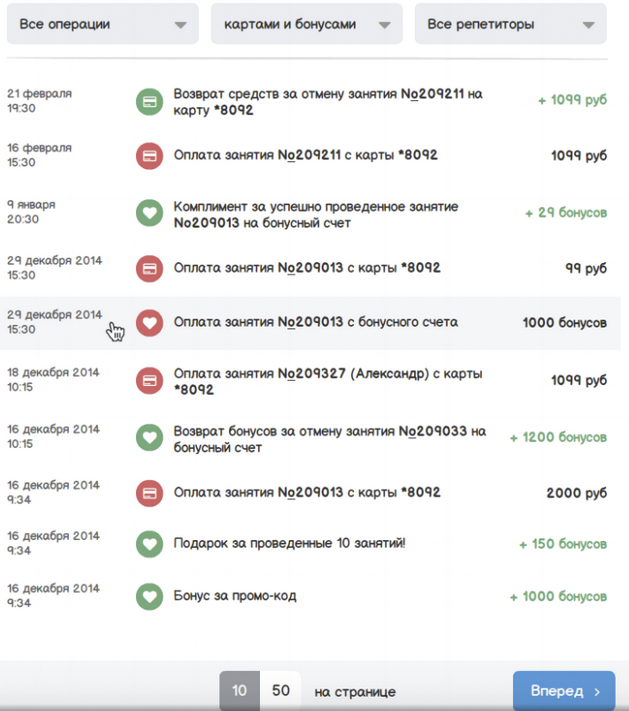 Все операции
картами и бонусами
Все репетиторы
21 февраля
19:30
Возврат средств за отмену занятия №209211 на
карту *8092
+ 1099 руб
16 февраля
15:30
Оплата занятия №209211 с карты *8092
1099 руб
9 января
20:30
Комплимент за успешно проведенное занятие
№209013 на бонусный счет
+ 29 бонусов
29 декабря 2014
15:30
Оплата занятия №209013 с карты *8092
99 руб
29 декабря 2014
15:30
Оплата занятия №209013 с бонусного счета
1000 бонусов
18 декабря 2014
10:15
Оплата занятия №209327 (Александр) с карты
*8092
1099 руб
16 декабря 2014
10:15
Возврат бонусов за отмену занятия №209033 на
бонусный счет
+ 1200 бонусов
16 декабря 2014
9:34
Оплата занятия №209013 с карты *8092
2000 руб
16 декабря 2014
9:34
Подарок за проведенные 10 занятий!
+ 150 бонусов
16 декабря 2014
9:34
Бонус за промо-код
+ 1000 бонусов
10 50 на странице
Вперед ›